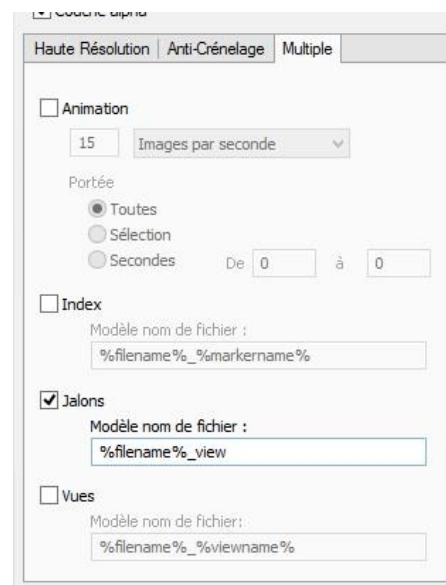 Couche alpha
Haute Résolution Anti-Crénelage Multiple
Animation
15 Images par seconde
Portée
Toutes
Sélection
Secondes De 0 à 0
Index
Modèle nom de fichier :
%filename%_%markername%
Jalons
Modèle nom de fichier :
%filename%_view
Vues
Modèle nom de fichier:
%filename%_%viewname%